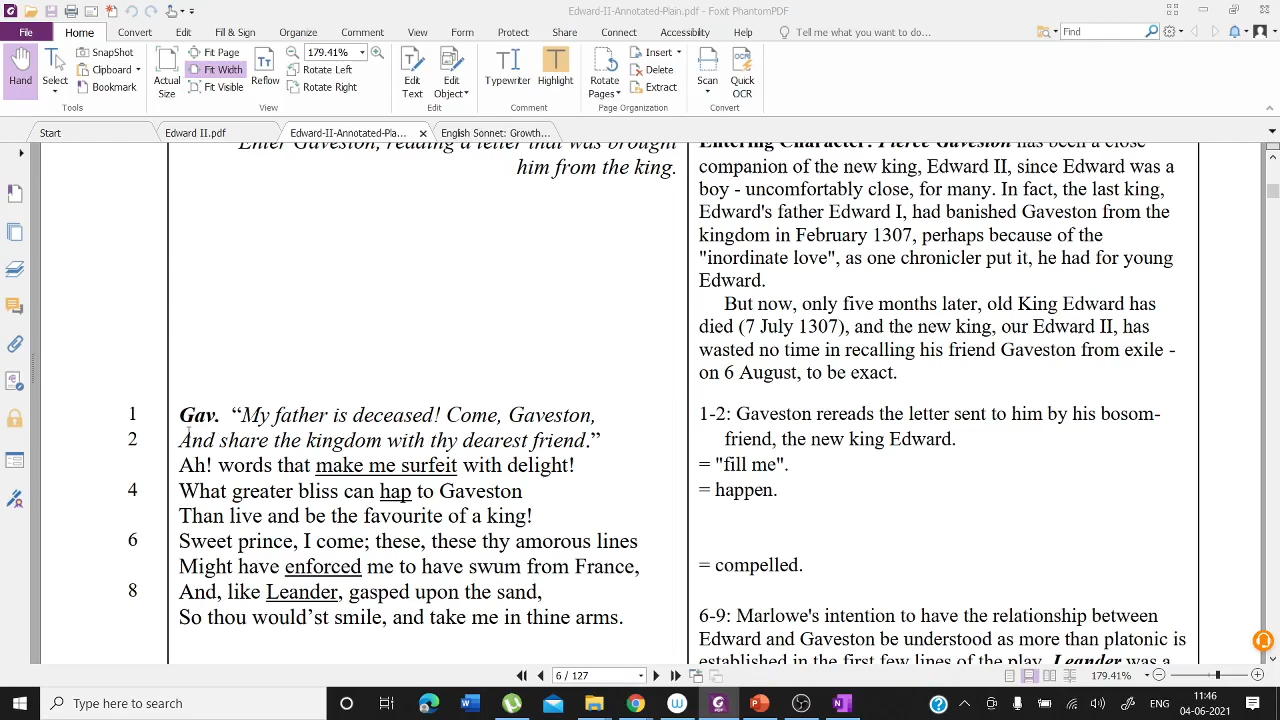 Edward-II-Annotated-Plain.pdf - Foxit PhantomPDF
File Home Convert Edit Fill & Sign Organize Comment View Form Protect Share Connect Accessibility Help Tell me what you want to do.. Find
Hand
Select
SnapShot
Clipboard
Bookmark
Tools
Actual Size
Fit Page
Fit Width
Fit Visible
Reflow
179.41%
Rotate Left
Rotate Right
View
Edit Text
Edit Object
Edit
Typewriter
Highlight
Comment
Rotate Pages
Insert
Delete
Extract
Page Organization
Scan
Quick OCR
Convert
Start Edward II.pdf Edward-II-Annotated-Pla... English Sonnet: Growth...
Enter Gaveston, reading a letter that was brought
him from the king.
Entering Character: Pierce Gaveston has been a close
companion of the new king, Edward II, since Edward was a
boy - uncomfortably close, for many. In fact, the last king,
Edward's father Edward I, had banished Gaveston from the
kingdom in February 1307, perhaps because of the
"inordinate love", as one chronicler put it, he had for young
Edward.
But now, only five months later, old King Edward has
died (7 July 1307), and the new king, our Edward II, has
wasted no time in recalling his friend Gaveston from exile -
on 6 August, to be exact.
1 Gav. “My father is deceased! Come, Gaveston,
2 And share the kingdom with thy dearest friend.”
Ah! words that make me surfeit with delight!
4 What greater bliss can hap to Gaveston
Than live and be the favourite of a king!
6 Sweet prince, I come; these, these thy amorous lines
Might have enforced me to have swum from France,
8 And, like Leander, gasped upon the sand,
So thou would’st smile, and take me in thine arms.
1-2: Gaveston rereads the letter sent to him by his bosom-
friend, the new king Edward.
= "fill me".
= happen.
= compelled.
6-9: Marlowe's intention to have the relationship between
Edward and Gaveston be understood as more than platonic is
established in the first few lines of the play. Leander was a
6 / 127
179.41%
Type here to search
ENG
11:46
04-06-2021